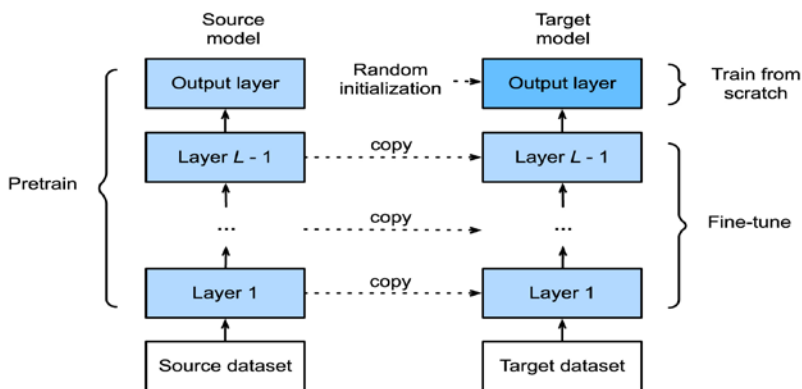 Source
model
Target
model
Output layer
Random
initialization
Output layer
Train from
scratch
Layer L - 1
copy
Layer L - 1
Pretrain
...
copy
...
Fine-tune
Layer 1
copy
Layer 1
Source dataset
Target dataset